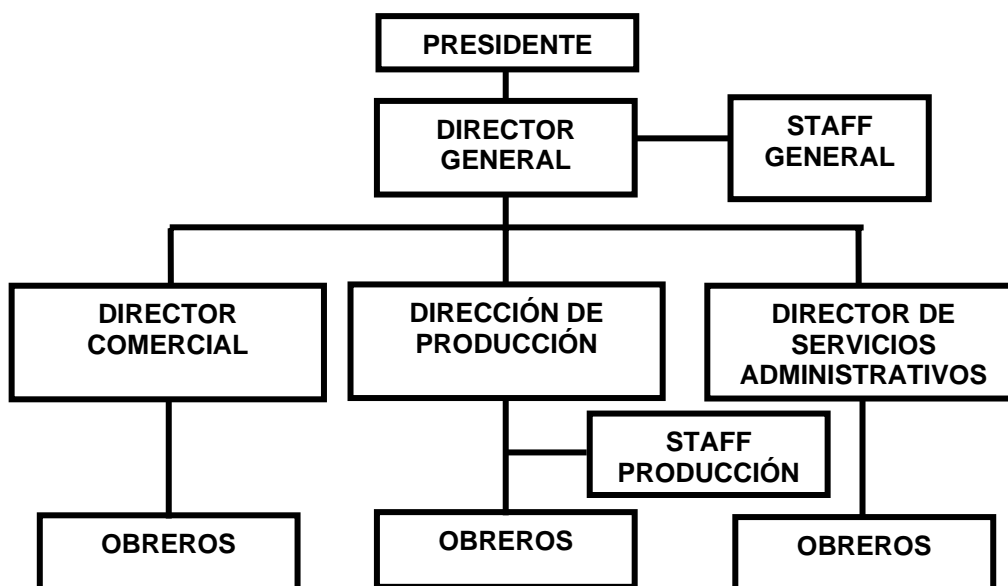 PRESIDENTE
DIRECTOR
GENERAL
STAFF
GENERAL
DIRECTOR
COMERCIAL
DIRECCIÓN DE
PRODUCCIÓN
DIRECTOR DE
SERVICIOS
ADMINISTRATIVOS
STAFF
PRODUCCIÓN
OBREROS
OBREROS
OBREROS